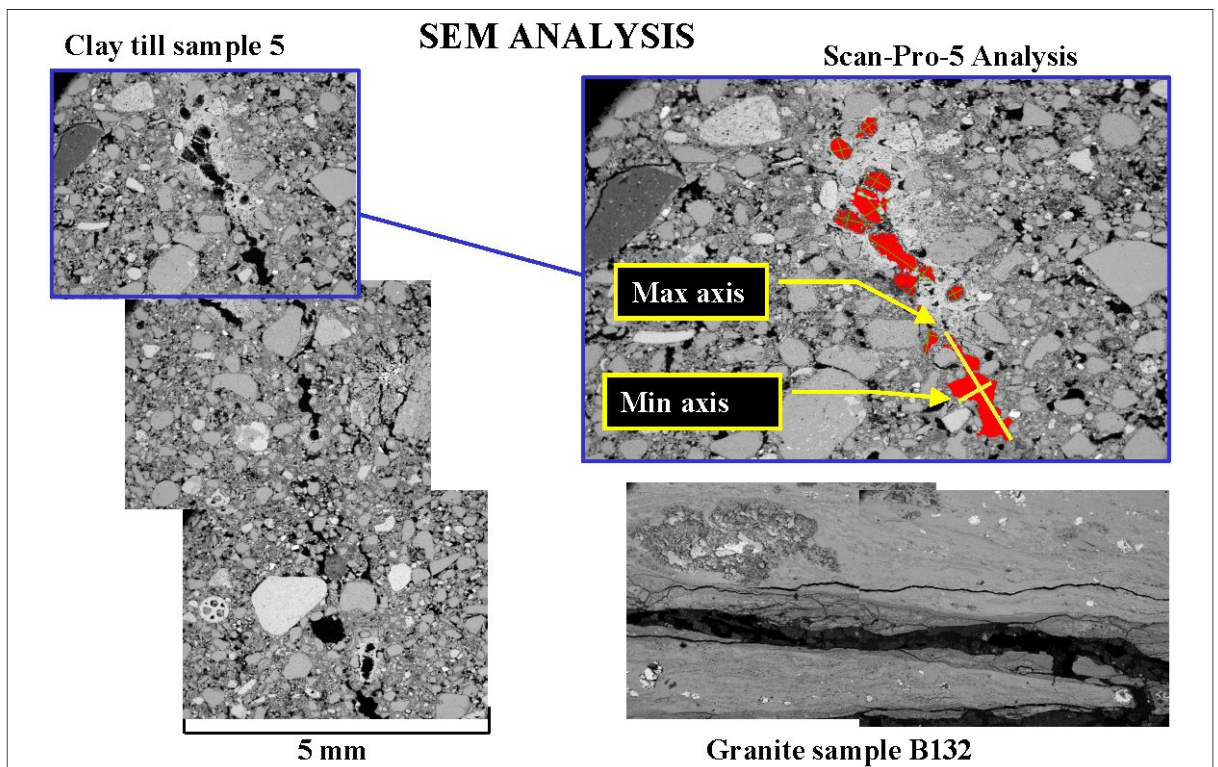 SEM ANALYSIS
Clay till sample 5
Scan-Pro-5 Analysis
Max axis
Min axis
5 mm
Granite sample B132